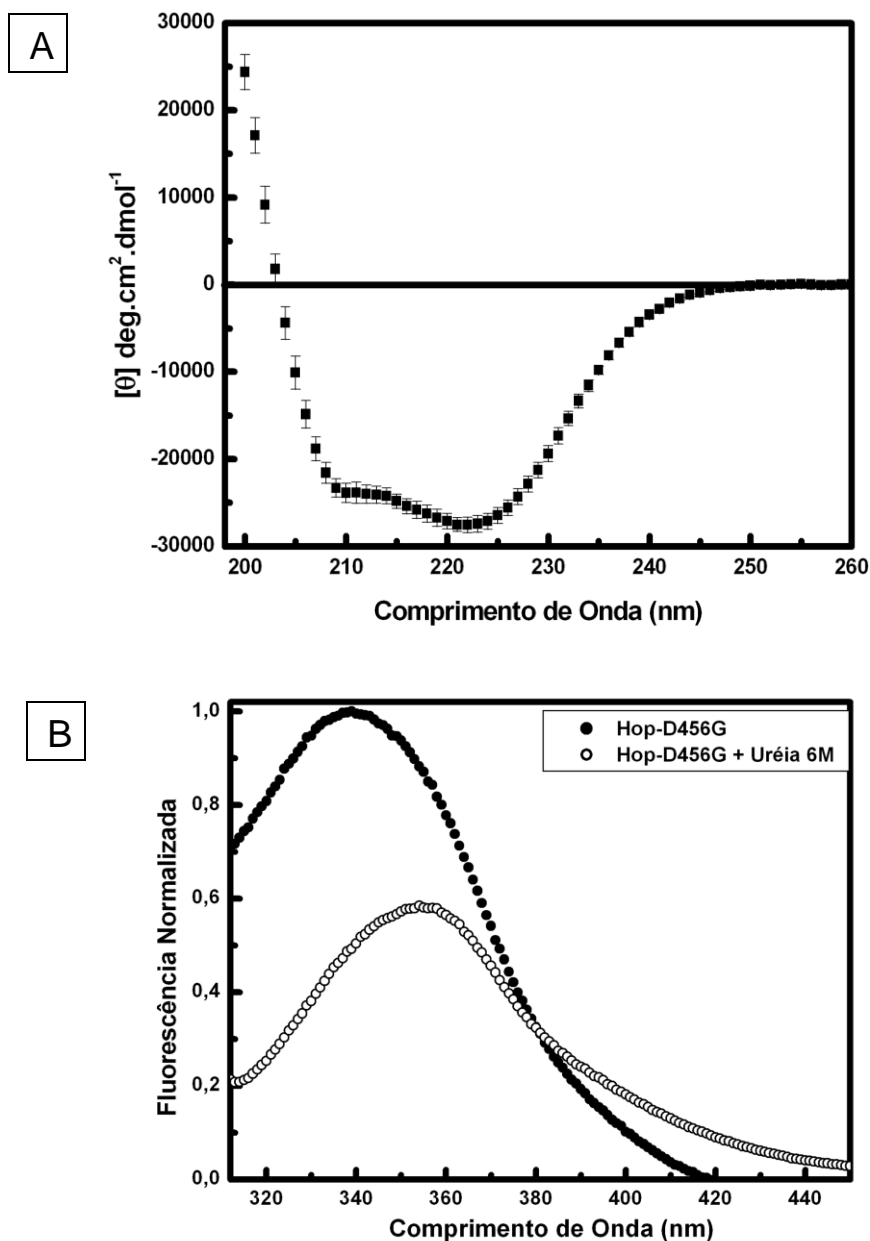 A
30000
20000
10000
0
-10000
-20000
-30000
[θ] deg.cm².dmol⁻¹
200 210 220 230 240 250 260
Comprimento de Onda (nm)
B
1,0
0,8
0,6
0,4
0,2
0,0
Fluorescência Normalizada
Hop-D456G
Hop-D456G + Uréia 6M
320 340 360 380 400 420 440
Comprimento de Onda (nm)